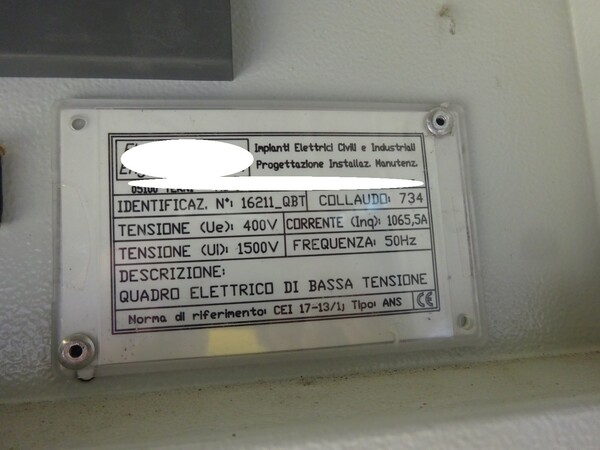 Impianti Elettrici Civili e Industriali
Progettazione Installaz. Manutenz.
05100 TERNI
IDENTIFICAZ. N°: 16211_QBT COLLAUDO: 734
TENSIONE (Ue): 400V CORRENTE (Inq): 1065,5A
TENSIONE (Ui): 1500V FREQUENZA: 50Hz
DESCRIZIONE:
QUADRO ELETTRICO DI BASSA TENSIONE
Norma di riferimento: CEI 17-13/1; Tipo: ANS CE